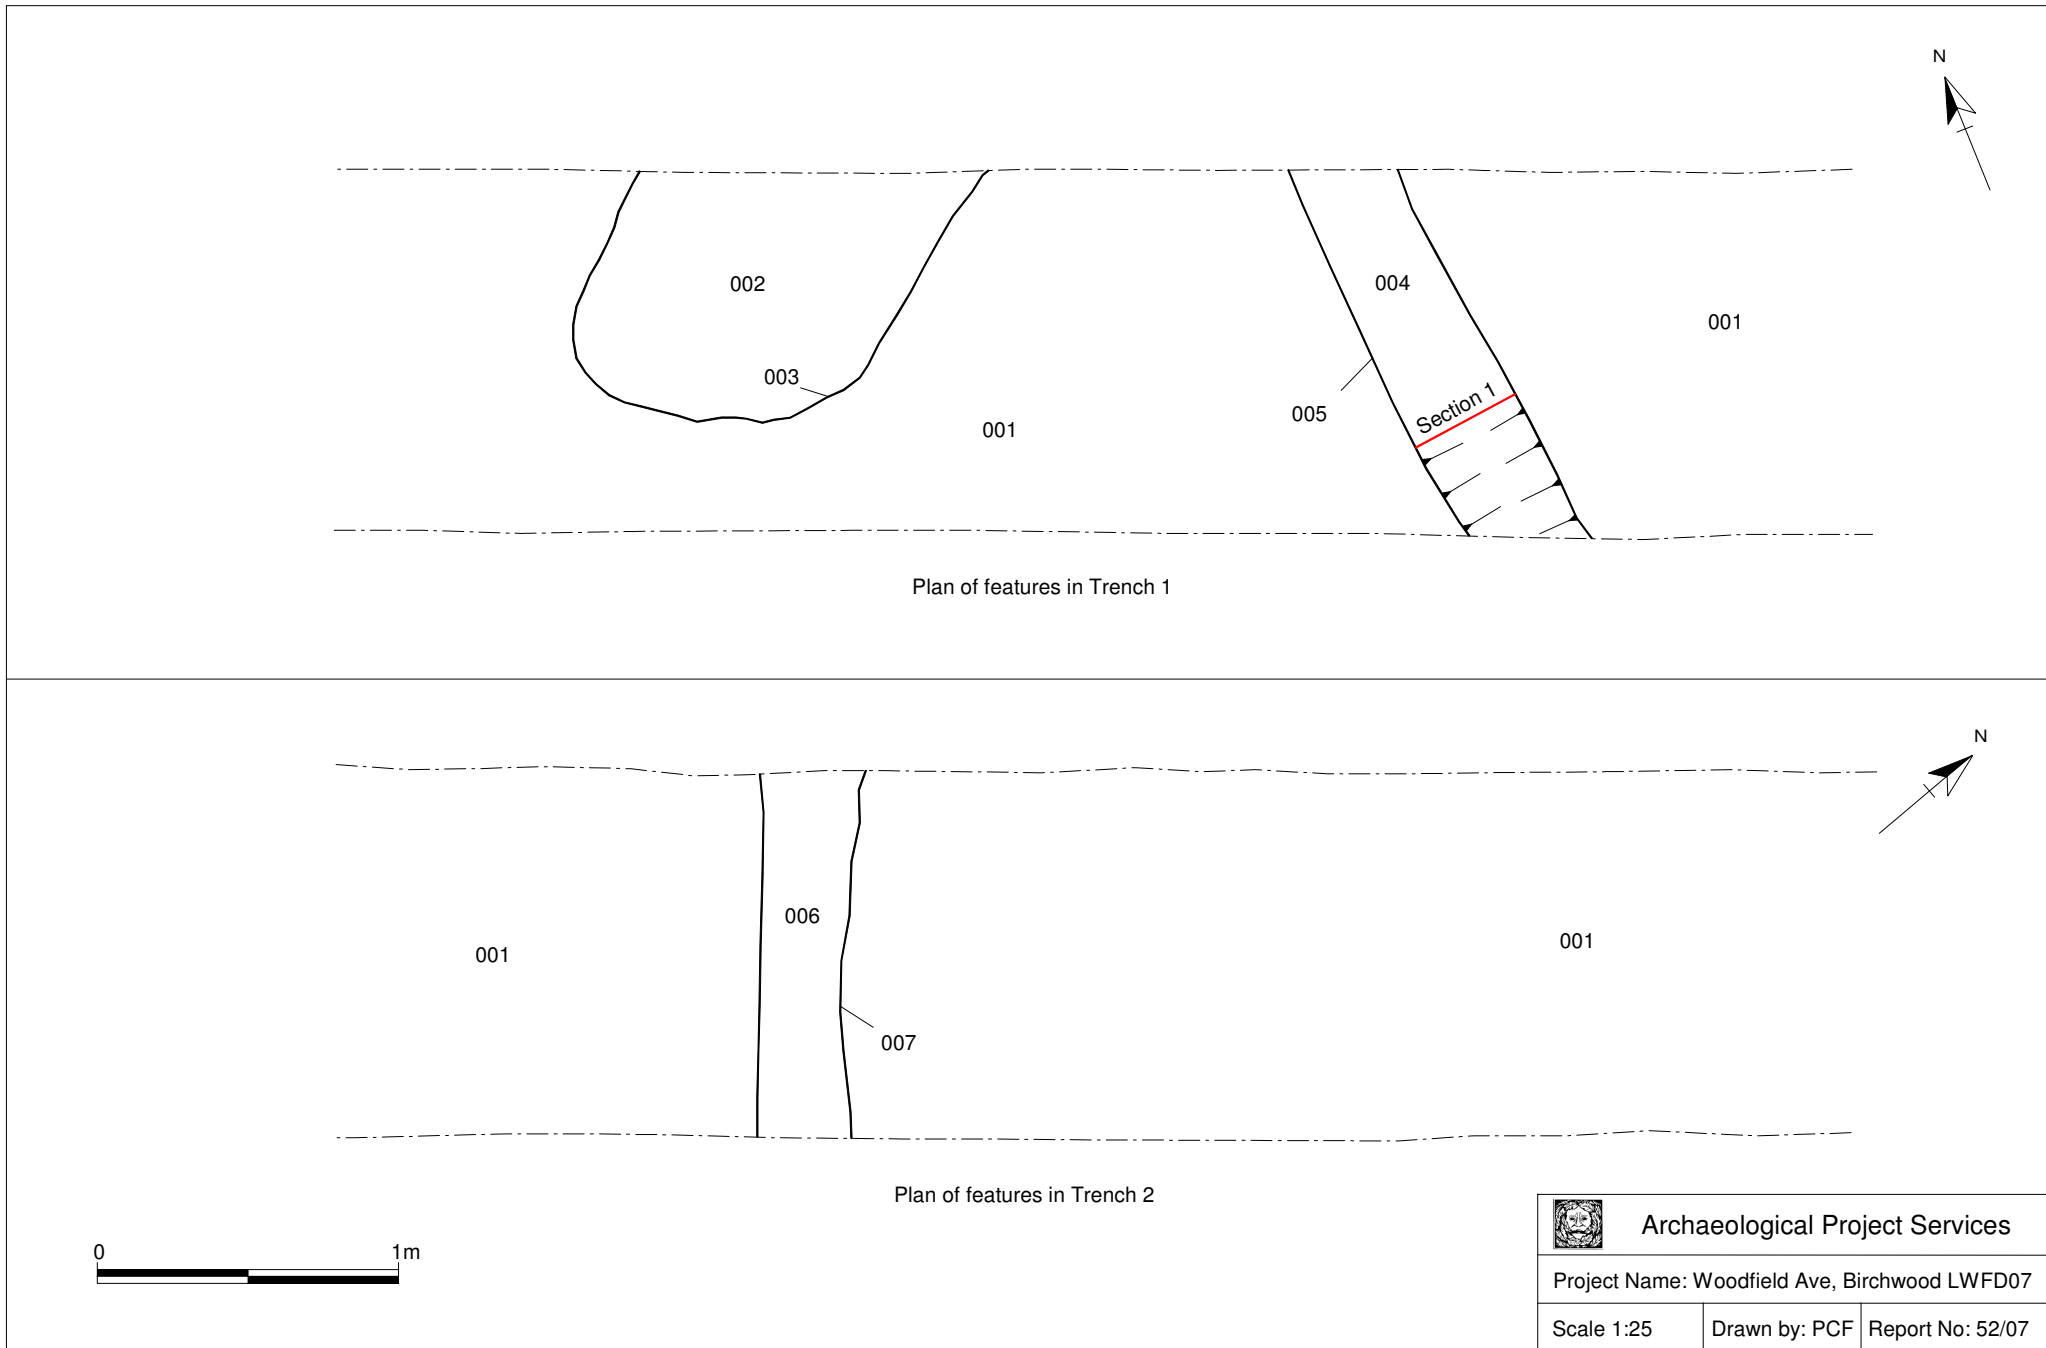 N
002
004
001
003
Section 1
005
001
Plan of features in Trench 1
N
006
001
001
007
Plan of features in Trench 2
0 1m
Archaeological Project Services
Project Name: Woodfield Ave, Birchwood LWFD07
Scale 1:25 Drawn by: PCF Report No: 52/07